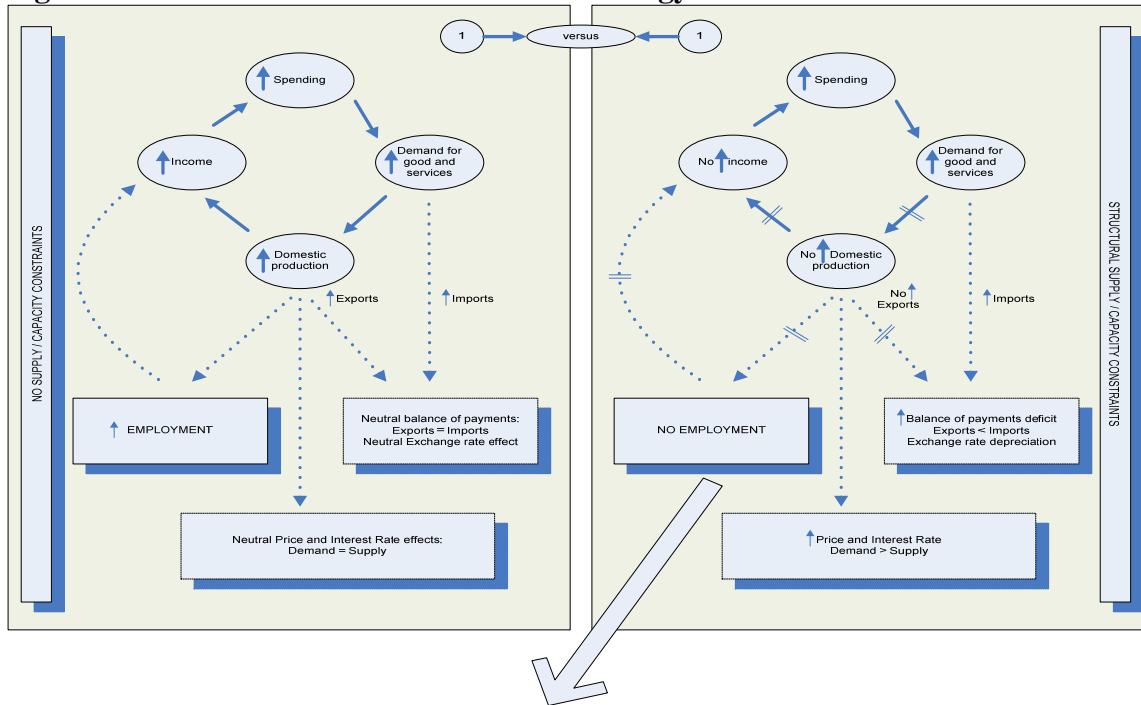 1
versus
1
NO SUPPLY / CAPACITY CONSTRAINTS
Spending
Income
Demand for
good and
services
Domestic
production
Exports
Imports
EMPLOYMENT
Neutral balance of payments:
Exports = Imports
Neutral Exchange rate effect
Neutral Price and Interest Rate effects:
Demand = Supply
Spending
No income
Demand for
good and
services
No Domestic
production
No
Exports
Imports
NO EMPLOYMENT
Balance of payments deficit
Exports < Imports
Exchange rate depreciation
Price and Interest Rate
Demand > Supply
STRUCTURAL SUPPLY / CAPACITY CONSTRAINTS